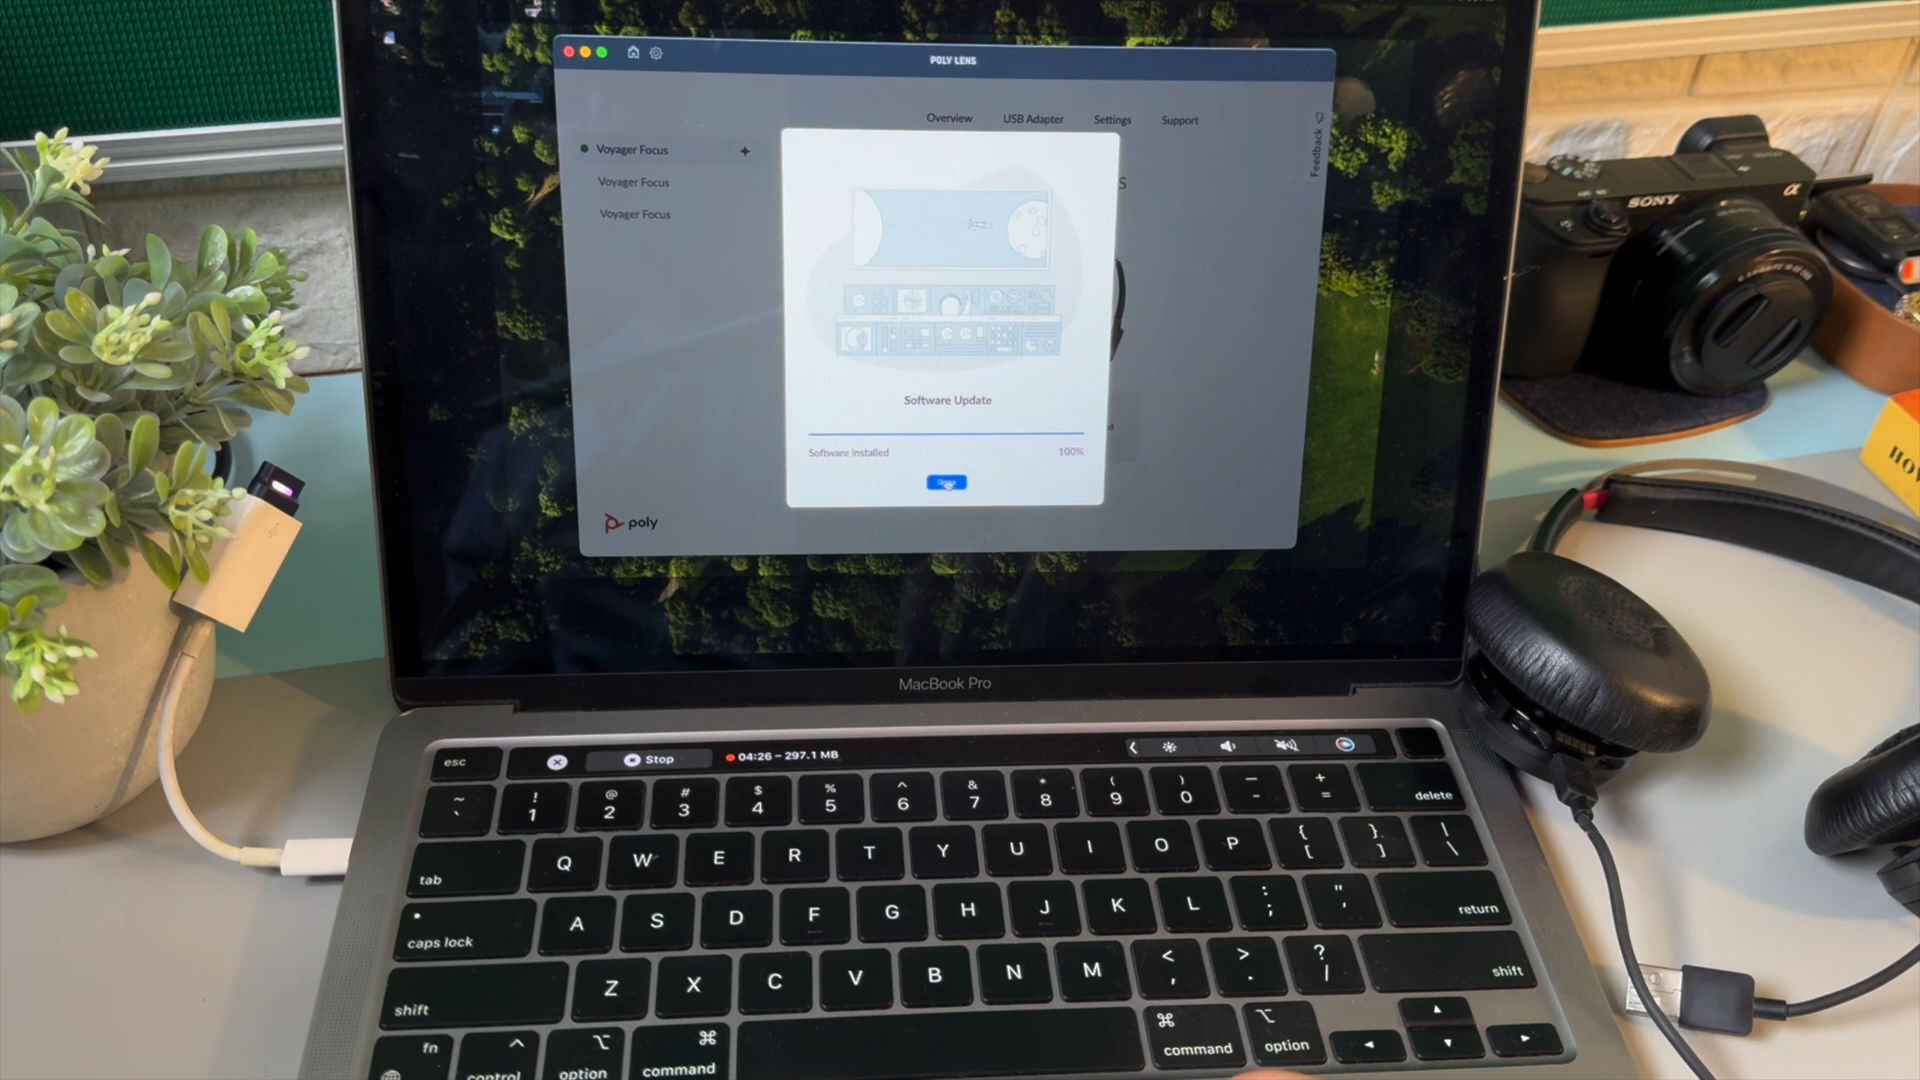 POLY LENS
Overview USB Adapter Settings Support
Voyager Focus
Voyager Focus
Voyager Focus
Feedback
S
Software Update
Software installed 100%
poly
MacBook Pro
SONY
α
HOW
esc Stop 04:26 – 297.1 MB
~ ` ! 1 @ 2 # 3 $ 4 % 5 ^ 6 & 7 * 8 ( 9 ) 0 — - + = delete
tab Q W E R T Y U I O P { [ } ] | \
caps lock A S D F G H J K L : ; " ' return
shift Z X C V B N M < , > . ? / shift
fn control option command command option